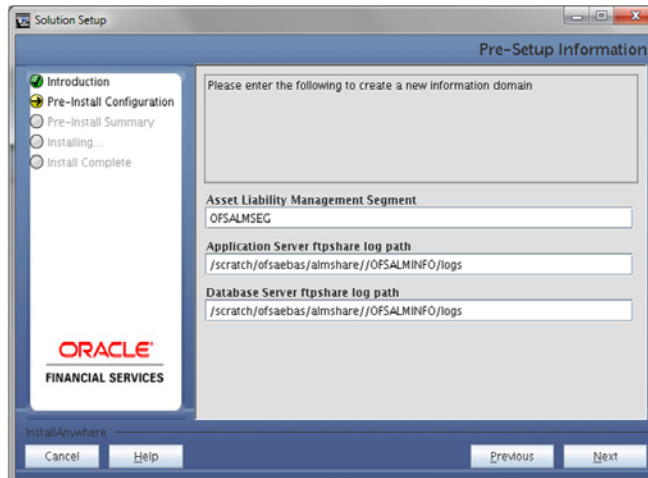 Solution Setup
Pre-Setup Information
Introduction
Pre-Install Configuration
Pre-Install Summary
Installing...
Install Complete
Please enter the following to create a new information domain
Asset Liability Management Segment
OFSALMSEG
Application Server ftpshare log path
/scratch/ofsaebas/almshare//OFSALMINFO/logs
Database Server ftpshare log path
/scratch/ofsaebas/almshare//OFSALMINFO/logs
ORACLE
FINANCIAL SERVICES
InstallAnywhere
Cancel
Help
Previous
Next